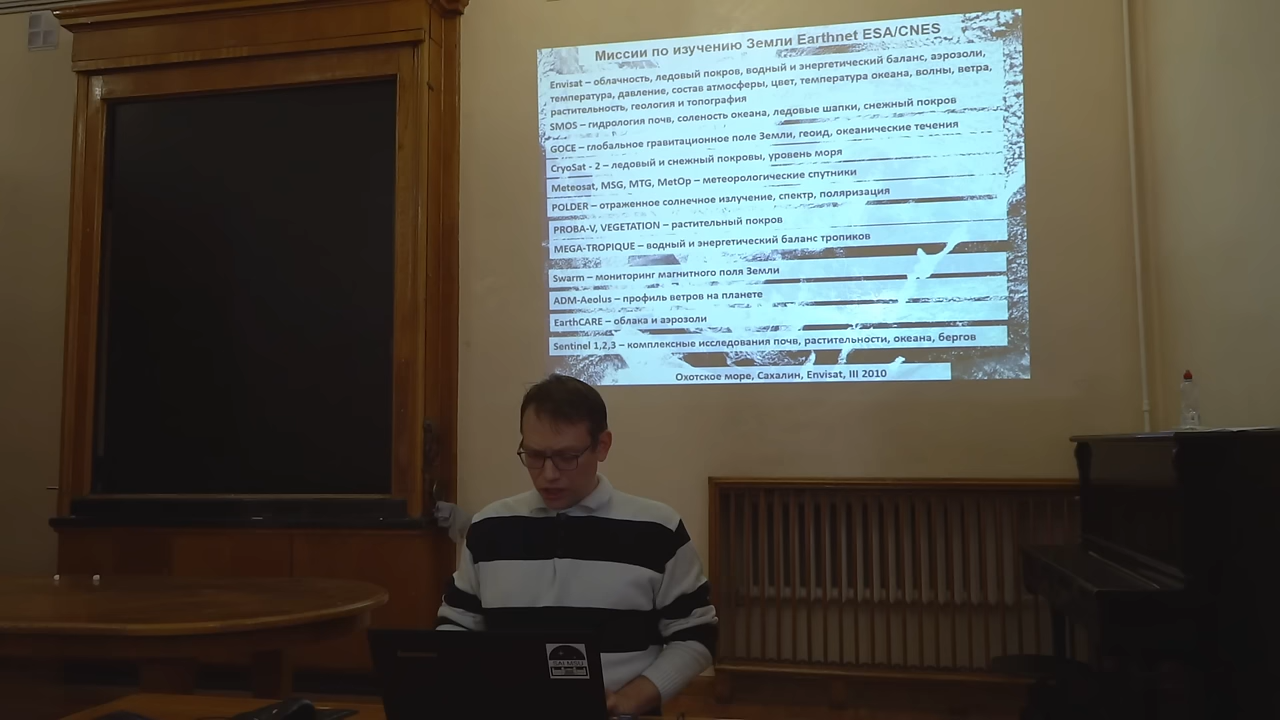 Миссии по изучению Земли Earthnet ESA/CNES
Envisat – облачность, ледовый покров, водный и энергетический баланс, аэрозоли,
температура, давление, состав атмосферы, цвет, температура океана, волны, ветра,
растительность, геология и топография
SMOS – гидрология почв, соленость океана, ледовые шапки, снежный покров
GOCE – глобальное гравитационное поле Земли, геоид, океанические течения
CryoSat - 2 – ледовый и снежный покровы, уровень моря
Meteosat, MSG, MTG, MetOp – метеорологические спутники
POLDER – отраженное солнечное излучение, спектр, поляризация
PROBA-V, VEGETATION – растительный покров
MEGA-TROPIQUE – водный и энергетический баланс тропиков
Swarm – мониторинг магнитного поля Земли
ADM-Aeolus – профиль ветров на планете
EarthCARE – облака и аэрозоли
Sentinel 1,2,3 – комплексные исследования почв, растительности, океана, бергов
Охотское море, Сахалин, Envisat, III 2010
SAI MSU